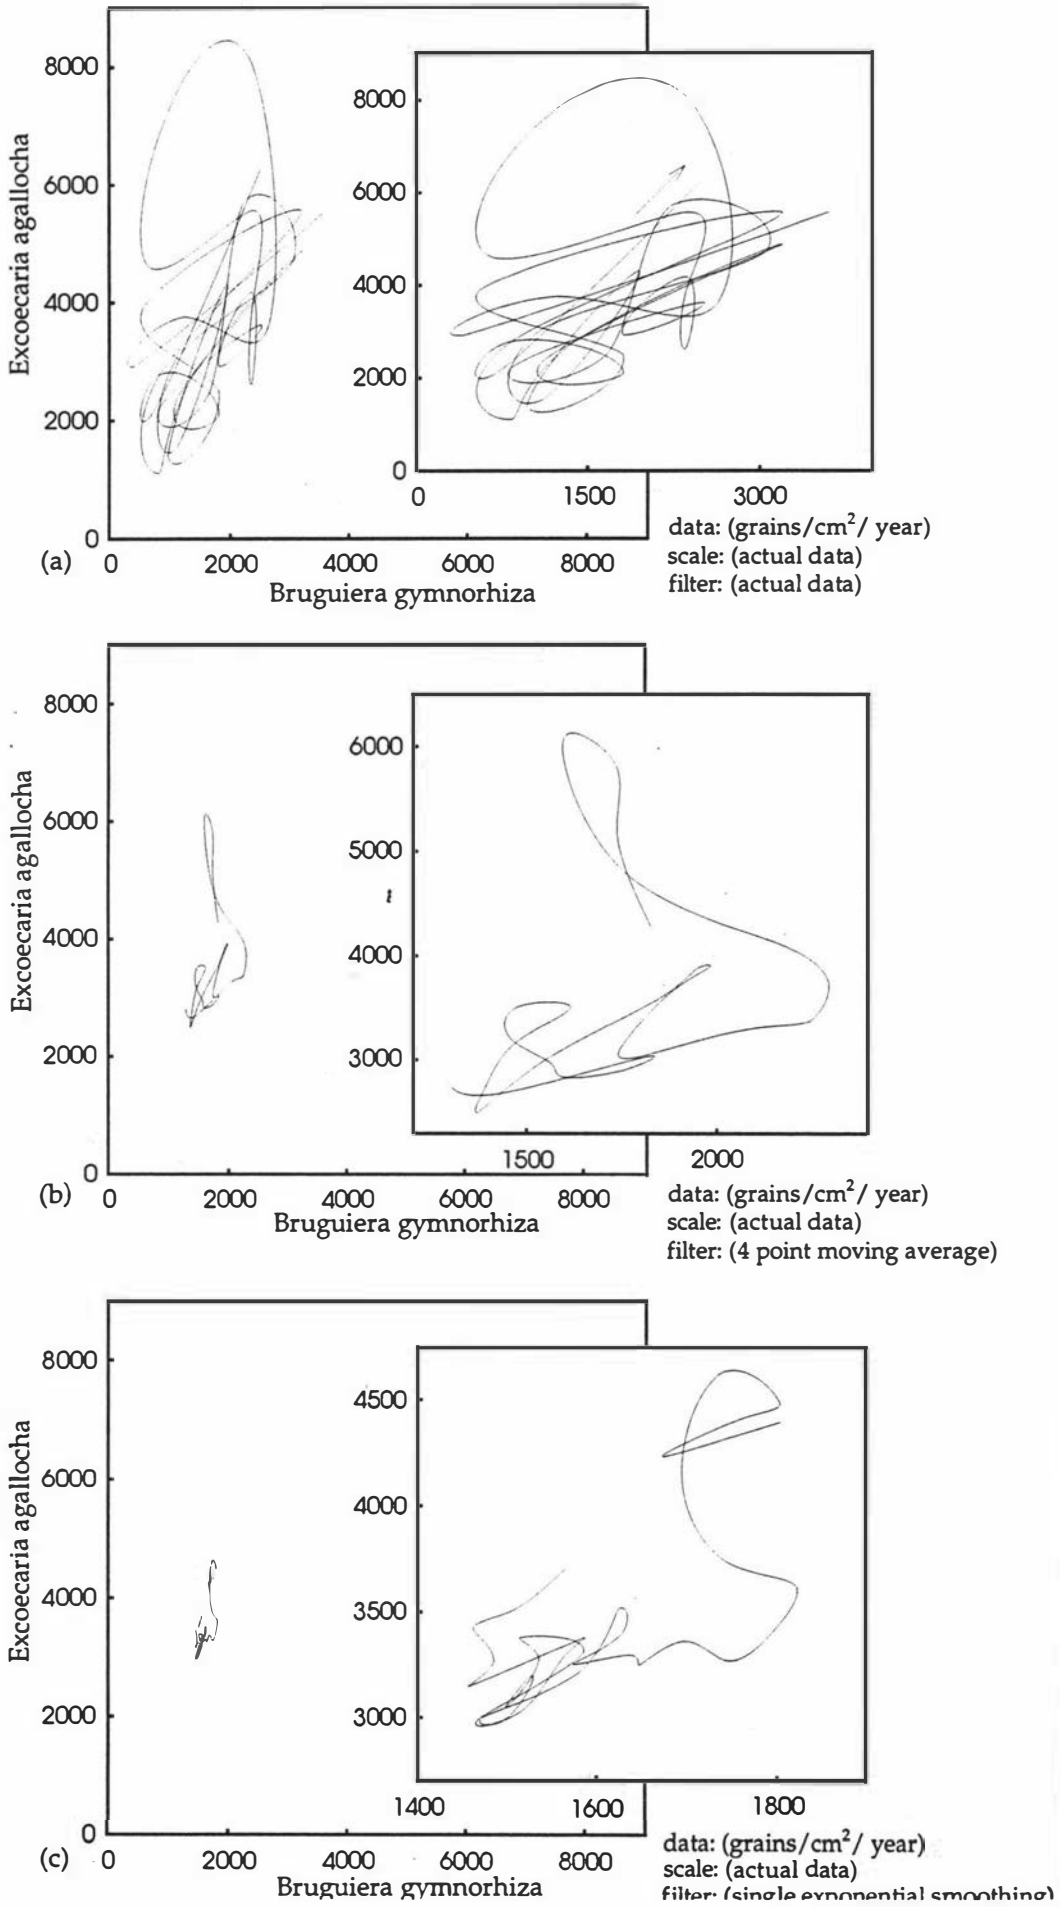 8000
6000
4000
2000
0
Excoecaria agallocha
8000
6000
4000
2000
0
0 1500 3000
(a) 0 2000 4000 6000 8000
Bruguiera gymnorhiza
data: (grains/cm²/ year)
scale: (actual data)
filter: (actual data)
8000
6000
4000
2000
0
Excoecaria agallocha
6000
5000
4000
3000
1500 2000
(b) 0 2000 4000 6000 8000
Bruguiera gymnorhiza
data: (grains/cm²/ year)
scale: (actual data)
filter: (4 point moving average)
8000
6000
4000
2000
0
Excoecaria agallocha
4500
4000
3500
3000
1400 1600 1800
(c) 0 2000 4000 6000 8000
Bruguiera gymnorhiza
data: (grains/cm²/ year)
scale: (actual data)
filter: (single exponential smoothing)